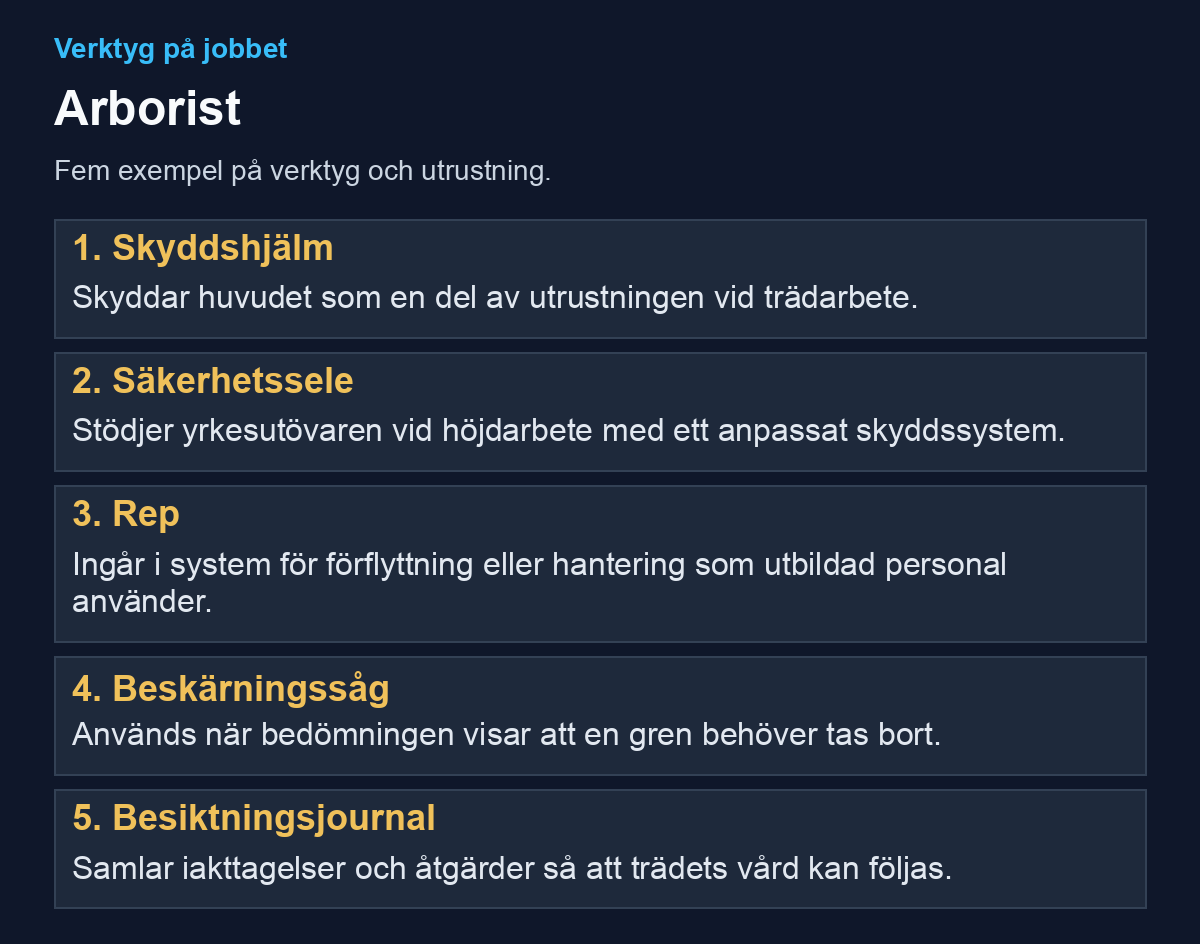 Verktyg på jobbet
Arborist
Fem exempel på verktyg och utrustning.
1. Skyddshjälm
Skyddar huvudet som en del av utrustningen vid trädarbete.
2. Säkerhetssele
Stödjer yrkesutövaren vid höjdarbete med ett anpassat skyddssystem.
3. Rep
Ingår i system för förflyttning eller hantering som utbildad personal
använder.
4. Beskärningssåg
Används när bedömningen visar att en gren behöver tas bort.
5. Besiktningsjournal
Samlar iakttagelser och åtgärder så att trädets vård kan följas.